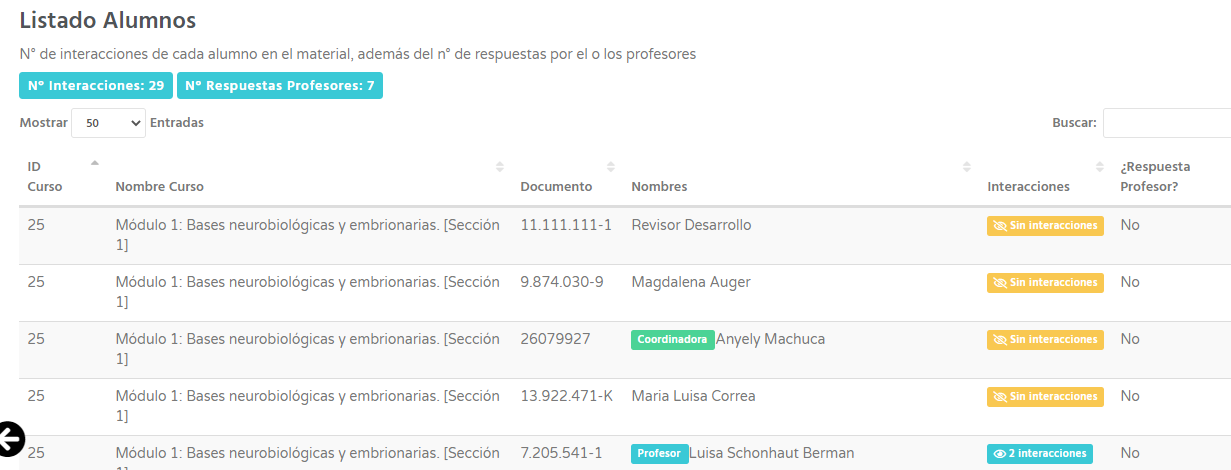 Listado Alumnos
N° de interacciones de cada alumno en el material, además del n° de respuestas por el o los profesores
Nº Interacciones: 29 Nº Respuestas Profesores: 7
Mostrar 50 Entradas Buscar:
ID Curso Nombre Curso Documento Nombres Interacciones ¿Respuesta Profesor?
25 Módulo 1: Bases neurobiológicas y embrionarias. [Sección 1] 11.111.111-1 Revisor Desarrollo Sin interacciones No
25 Módulo 1: Bases neurobiológicas y embrionarias. [Sección 1] 9.874.030-9 Magdalena Auger Sin interacciones No
25 Módulo 1: Bases neurobiológicas y embrionarias. [Sección 1] 26079927 Coordinadora Anyely Machuca Sin interacciones No
25 Módulo 1: Bases neurobiológicas y embrionarias. [Sección 1] 13.922.471-K Maria Luisa Correa Sin interacciones No
25 Módulo 1: Bases neurobiológicas y embrionarias. [Sección 1] 7.205.541-1 Profesor Luisa Schonhaut Berman 2 interacciones No